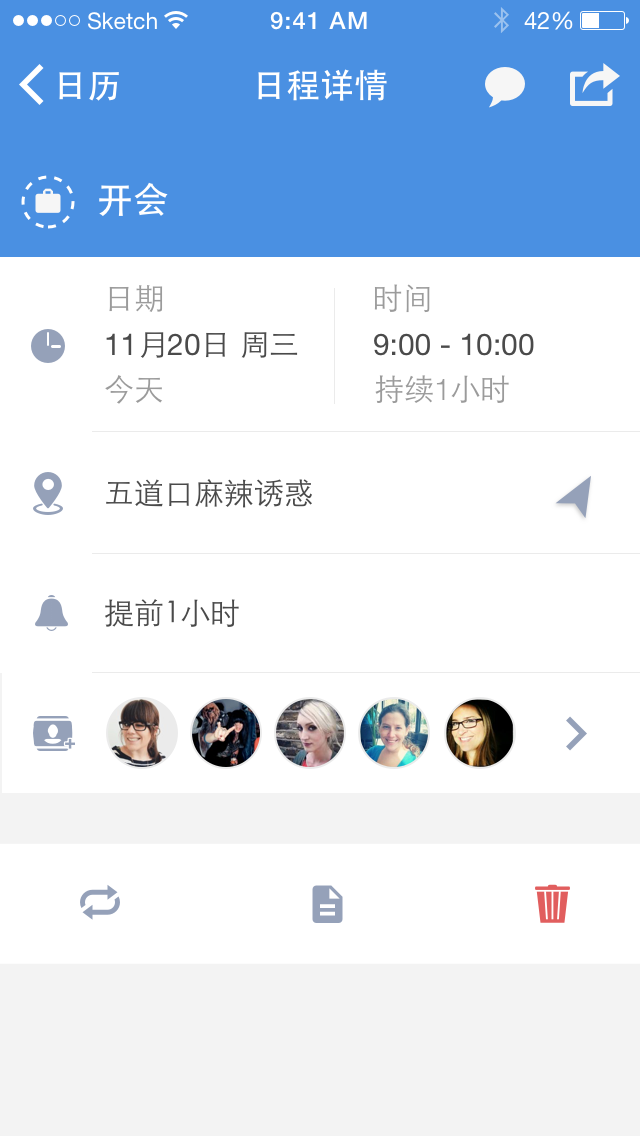 Sketch 9:41 AM 42%
日历 日程详情
开会
日期 时间
11月20日 周三 9:00 - 10:00
今天 持续1小时
五道口麻辣诱惑
提前1小时